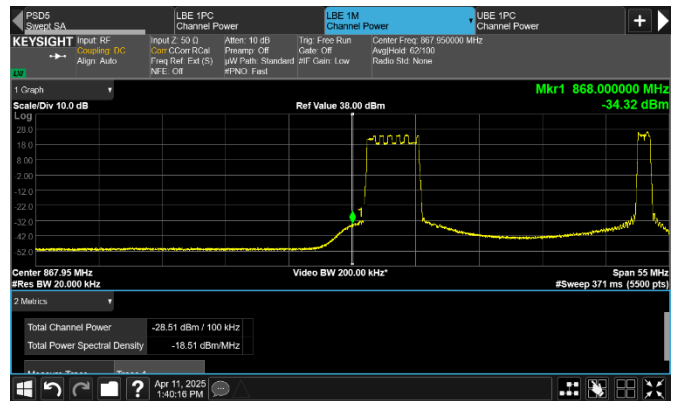 PSD5
Swept SA
LBE 1PC
Channel Power
LBE 1M
Channel Power
UBE 1PC
Channel Power
KEYSIGHT
Input: RF
Coupling: DC
Align: Auto
Input Z: 50 Ω
Corr CCorr RCal
Freq Ref: Ext (S)
NFE: Off
Atten: 10 dB
Preamp: Off
µW Path: Standard
#PNO: Fast
Trig: Free Run
Gate: Off
#IF Gain: Low
Center Freq: 867.950000 MHz
Avg|Hold: 62/100
Radio Std: None
LXI
1 Graph
Mkr1 868.000000 MHz
-34.32 dBm
Scale/Div 10.0 dB
Ref Value 38.00 dBm
Log
28.0
18.0
8.00
-2.00
-12.0
-22.0
-32.0
-42.0
-52.0
1
Center 867.95 MHz
#Res BW 20.000 kHz
Video BW 200.00 kHz*
Span 55 MHz
#Sweep 371 ms (5500 pts)
2 Metrics
Total Channel Power
-28.51 dBm / 100 kHz
Total Power Spectral Density
-18.51 dBm/MHz
Measure Trace
Trace 1
?
Apr 11, 2025
1:40:16 PM